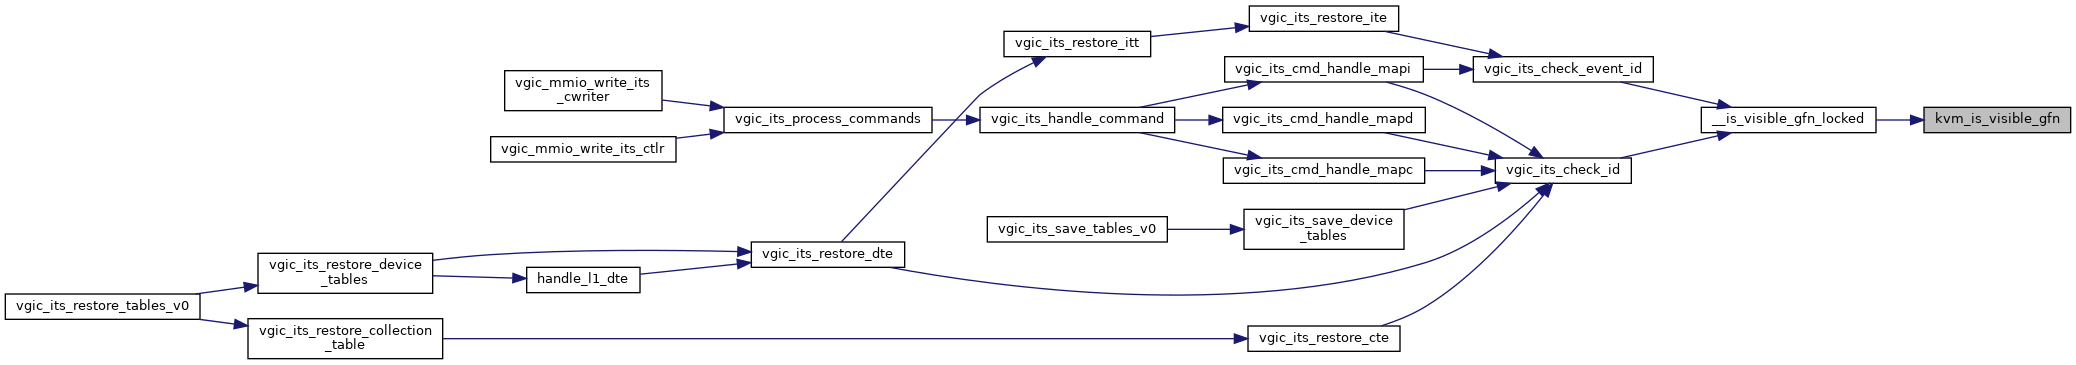 vgic_its_restore_ite
vgic_its_restore_itt
vgic_its_cmd_handle_mapi
vgic_its_check_event_id
vgic_mmio_write_its
_cwriter
vgic_its_process_commands
vgic_its_handle_command
vgic_its_cmd_handle_mapd
__is_visible_gfn_locked
kvm_is_visible_gfn
vgic_mmio_write_its_ctlr
vgic_its_cmd_handle_mapc
vgic_its_check_id
vgic_its_save_tables_v0
vgic_its_save_device
_tables
vgic_its_restore_dte
vgic_its_restore_device
_tables
handle_l1_dte
vgic_its_restore_tables_v0
vgic_its_restore_collection
_table
vgic_its_restore_cte